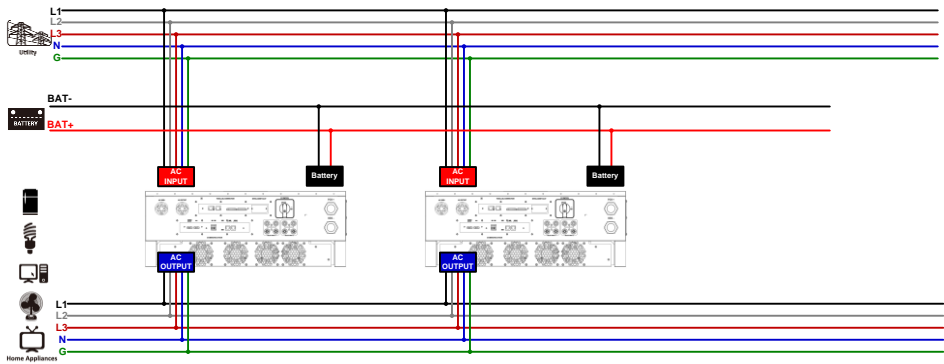 L1
L2
L3
N
G
Utility
BAT-
BATTERY
BAT+
AC
INPUT
Battery
AC
INPUT
Battery
AC
OUTPUT
AC
OUTPUT
L1
L2
L3
N
G
Home Appliances